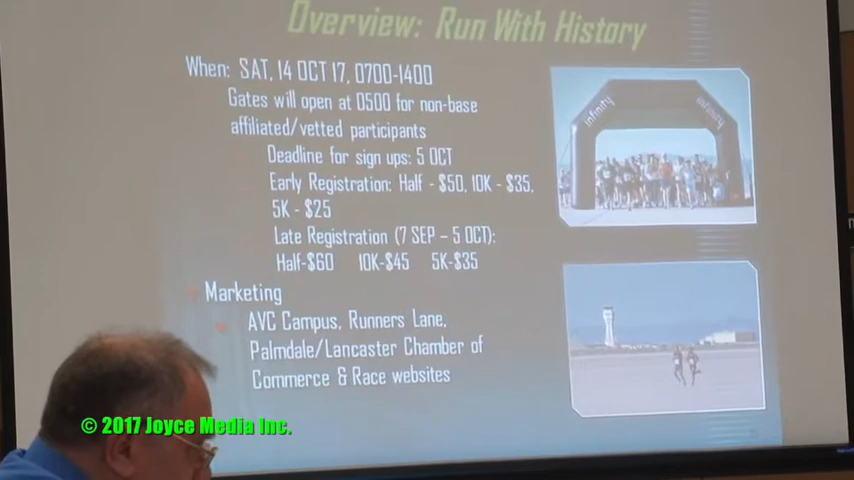 Overview: Run With History
When: SAT, 14 OCT 17, 0700-1400
Gates will open at 0500 for non-base
affiliated/vetted participants
Deadline for sign ups: 5 OCT
Early Registration: Half - $50, 10K - $35,
5K - $25
Late Registration (7 SEP – 5 OCT):
Half-$60 10K-$45 5K-$35
Marketing
AVC Campus, Runners Lane,
Palmdale/Lancaster Chamber of
Commerce & Race websites
infinity
infinity
© 2017 Joyce Media Inc.